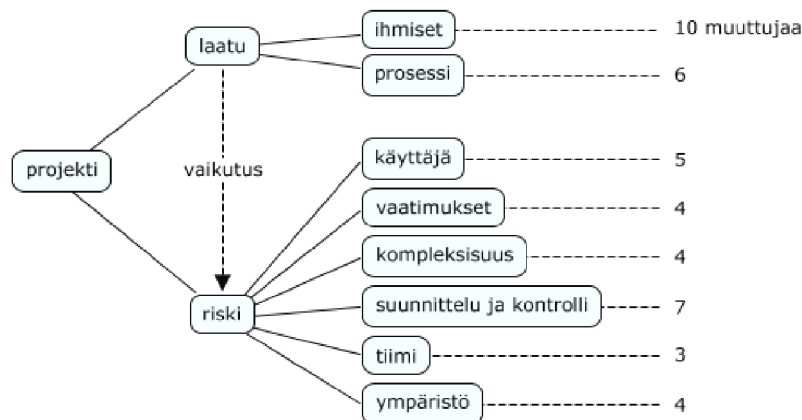 ihmiset 10 muuttujaa
laatu
prosessi 6
käyttäjä 5
projekti vaikutus
vaatimukset 4
kompleksisuus 4
suunnittelu ja kontrolli 7
riski
tiimi 3
ympäristö 4